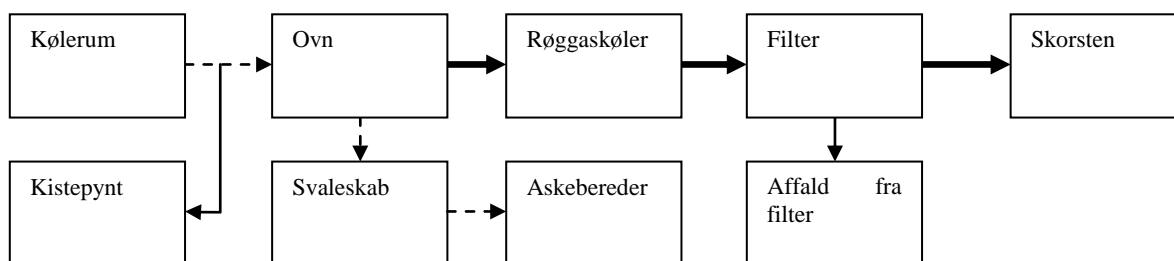 Kølerum
Ovn
Røggaskøler
Filter
Skorsten
Kistepynt
Svaleskab
Askebereder
Affald fra
filter